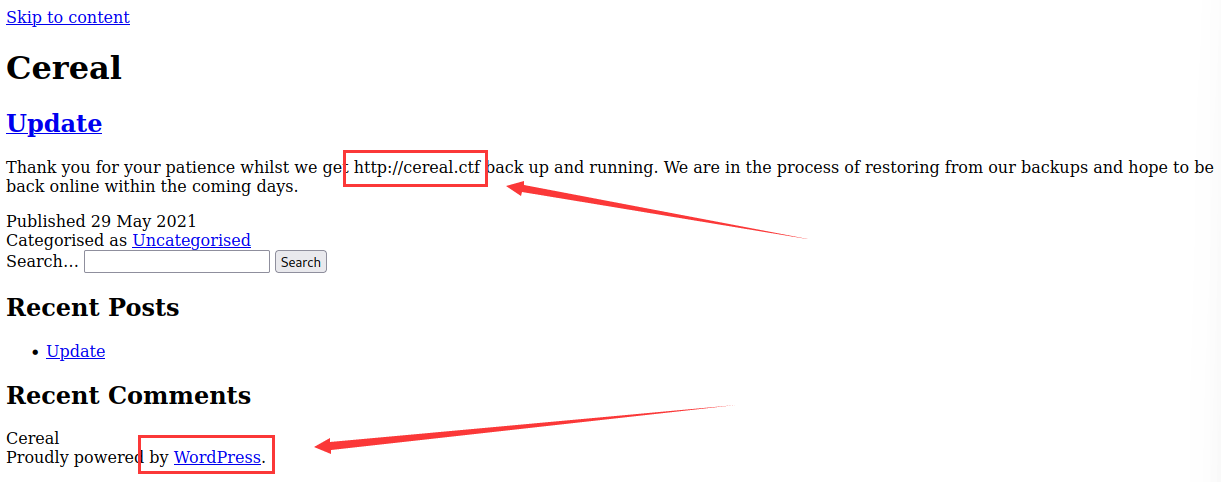 Skip to content
Cereal
Update
Thank you for your patience whilst we get http://cereal.ctf back up and running. We are in the process of restoring from our backups and hope to be
back online within the coming days.
Published 29 May 2021
Categorised as Uncategorised
Search… Search
Recent Posts
• Update
Recent Comments
Cereal
Proudly powered by WordPress.